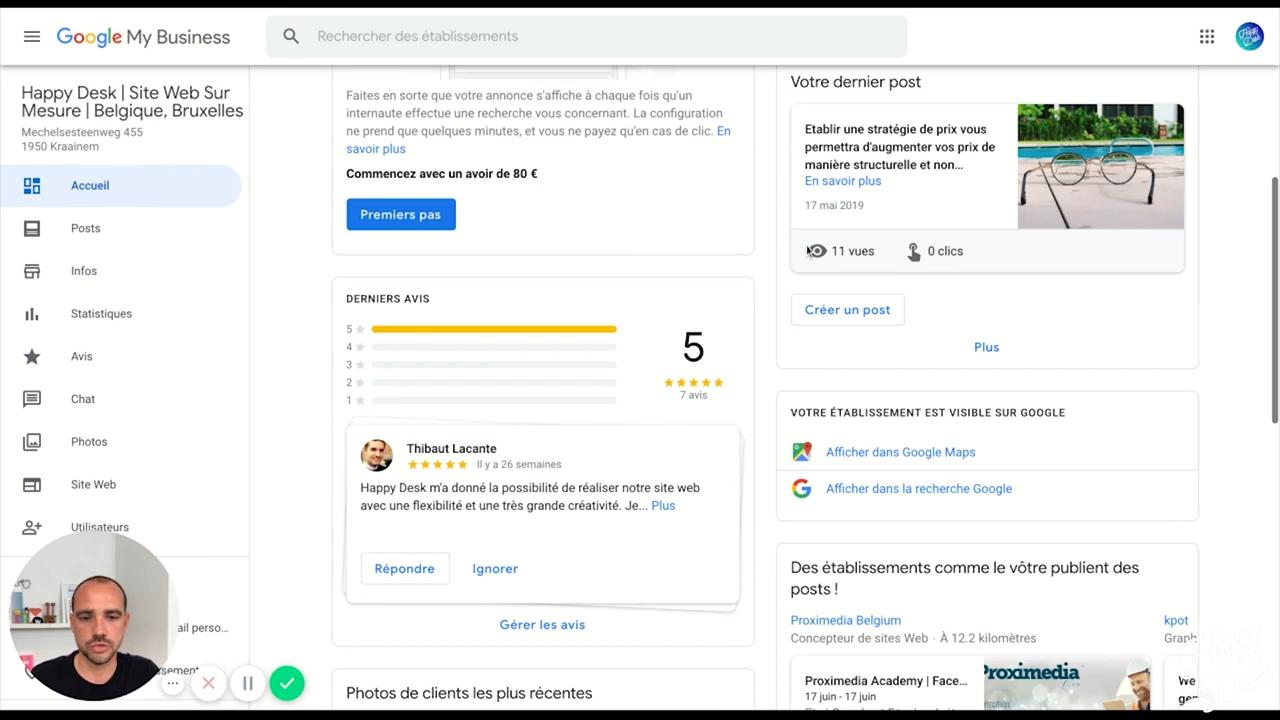 Google My Business
Rechercher des établissements
Happy Desk | Site Web Sur
Mesure | Belgique, Bruxelles
Mechelsesteenweg 455
1950 Kraainem
Accueil
Posts
Infos
Statistiques
Avis
Chat
Photos
Site Web
Utilisateurs
ail perso...
Faites en sorte que votre annonce s'affiche à chaque fois qu'un
internaute effectue une recherche vous concernant. La configuration
ne prend que quelques minutes, et vous ne payez qu'en cas de clic. En
savoir plus
Commencez avec un avoir de 80 €
Premiers pas
DERNIERS AVIS
5
4
3
2
1
5
7 avis
Thibaut Lacante
Il y a 26 semaines
Happy Desk m'a donné la possibilité de réaliser notre site web
avec une flexibilité et une très grande créativité. Je... Plus
Répondre Ignorer
Gérer les avis
Photos de clients les plus récentes
Votre dernier post
Etablir une stratégie de prix vous
permettra d'augmenter vos prix de
manière structurelle et non...
En savoir plus
17 mai 2019
11 vues 0 clics
Créer un post
Plus
VOTRE ÉTABLISSEMENT EST VISIBLE SUR GOOGLE
Afficher dans Google Maps
Afficher dans la recherche Google
Des établissements comme le vôtre publient des
posts !
Proximedia Belgium
Concepteur de sites Web · À 12.2 kilomètres
Proximedia Academy | Face...
17 juin - 17 juin
Proximedia
kpot
Graph
We